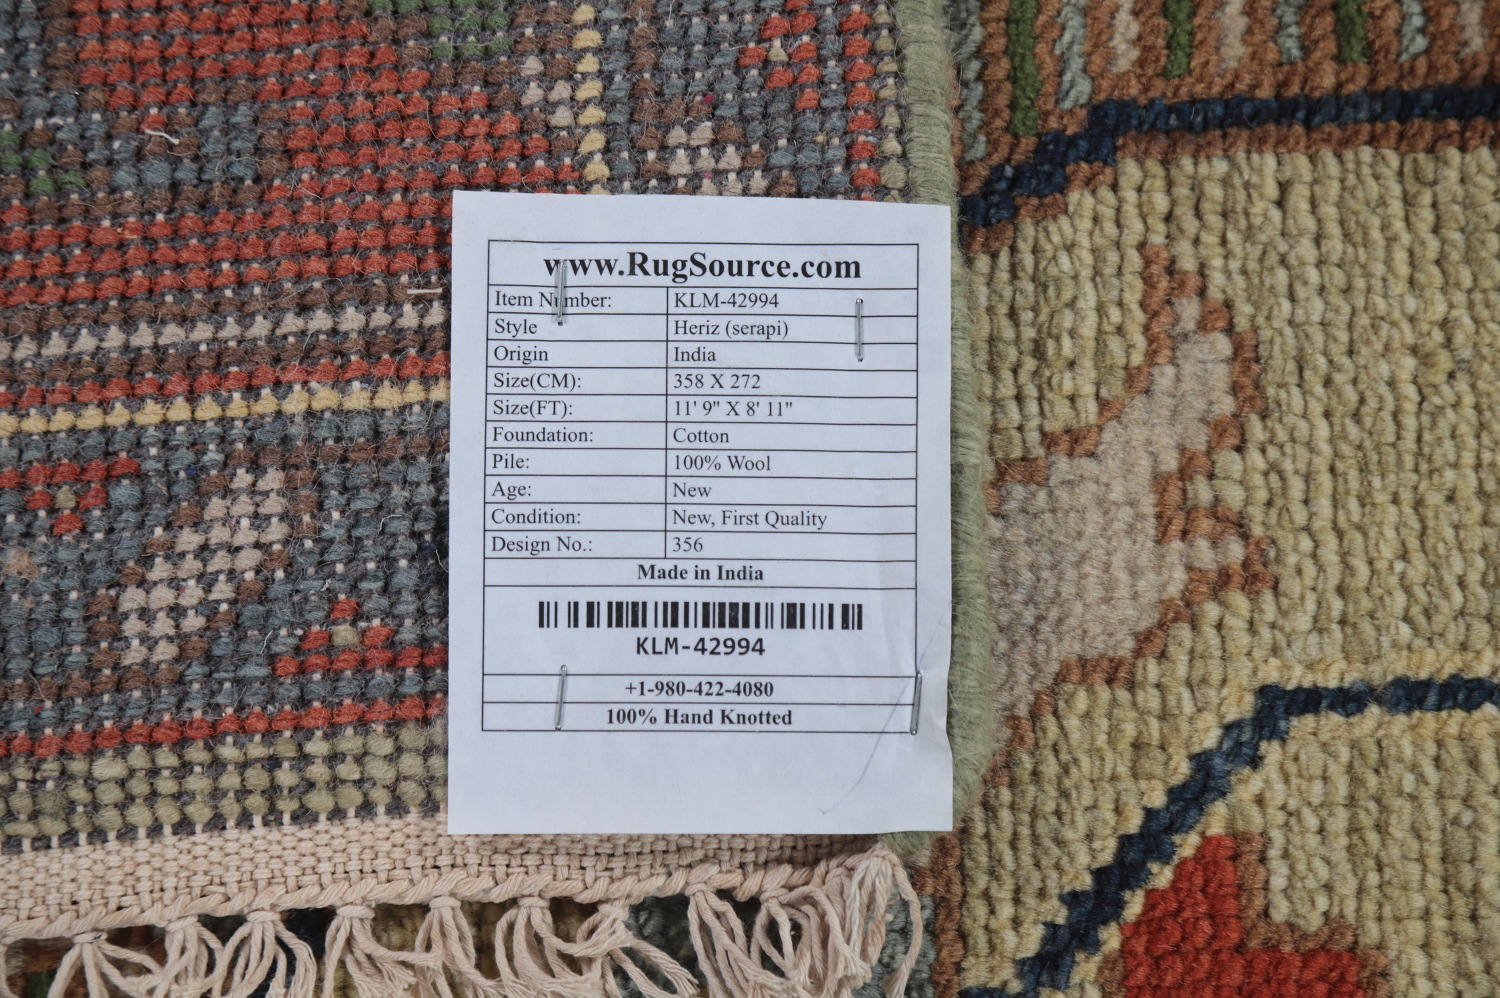 www.RugSource.com
Item Number: KLM-42994
Style Heriz (serapi)
Origin India
Size(CM): 358 X 272
Size(FT): 11' 9" X 8' 11"
Foundation: Cotton
Pile: 100% Wool
Age: New
Condition: New, First Quality
Design No.: 356
Made in India
KLM-42994
+1-980-422-4080
100% Hand Knotted